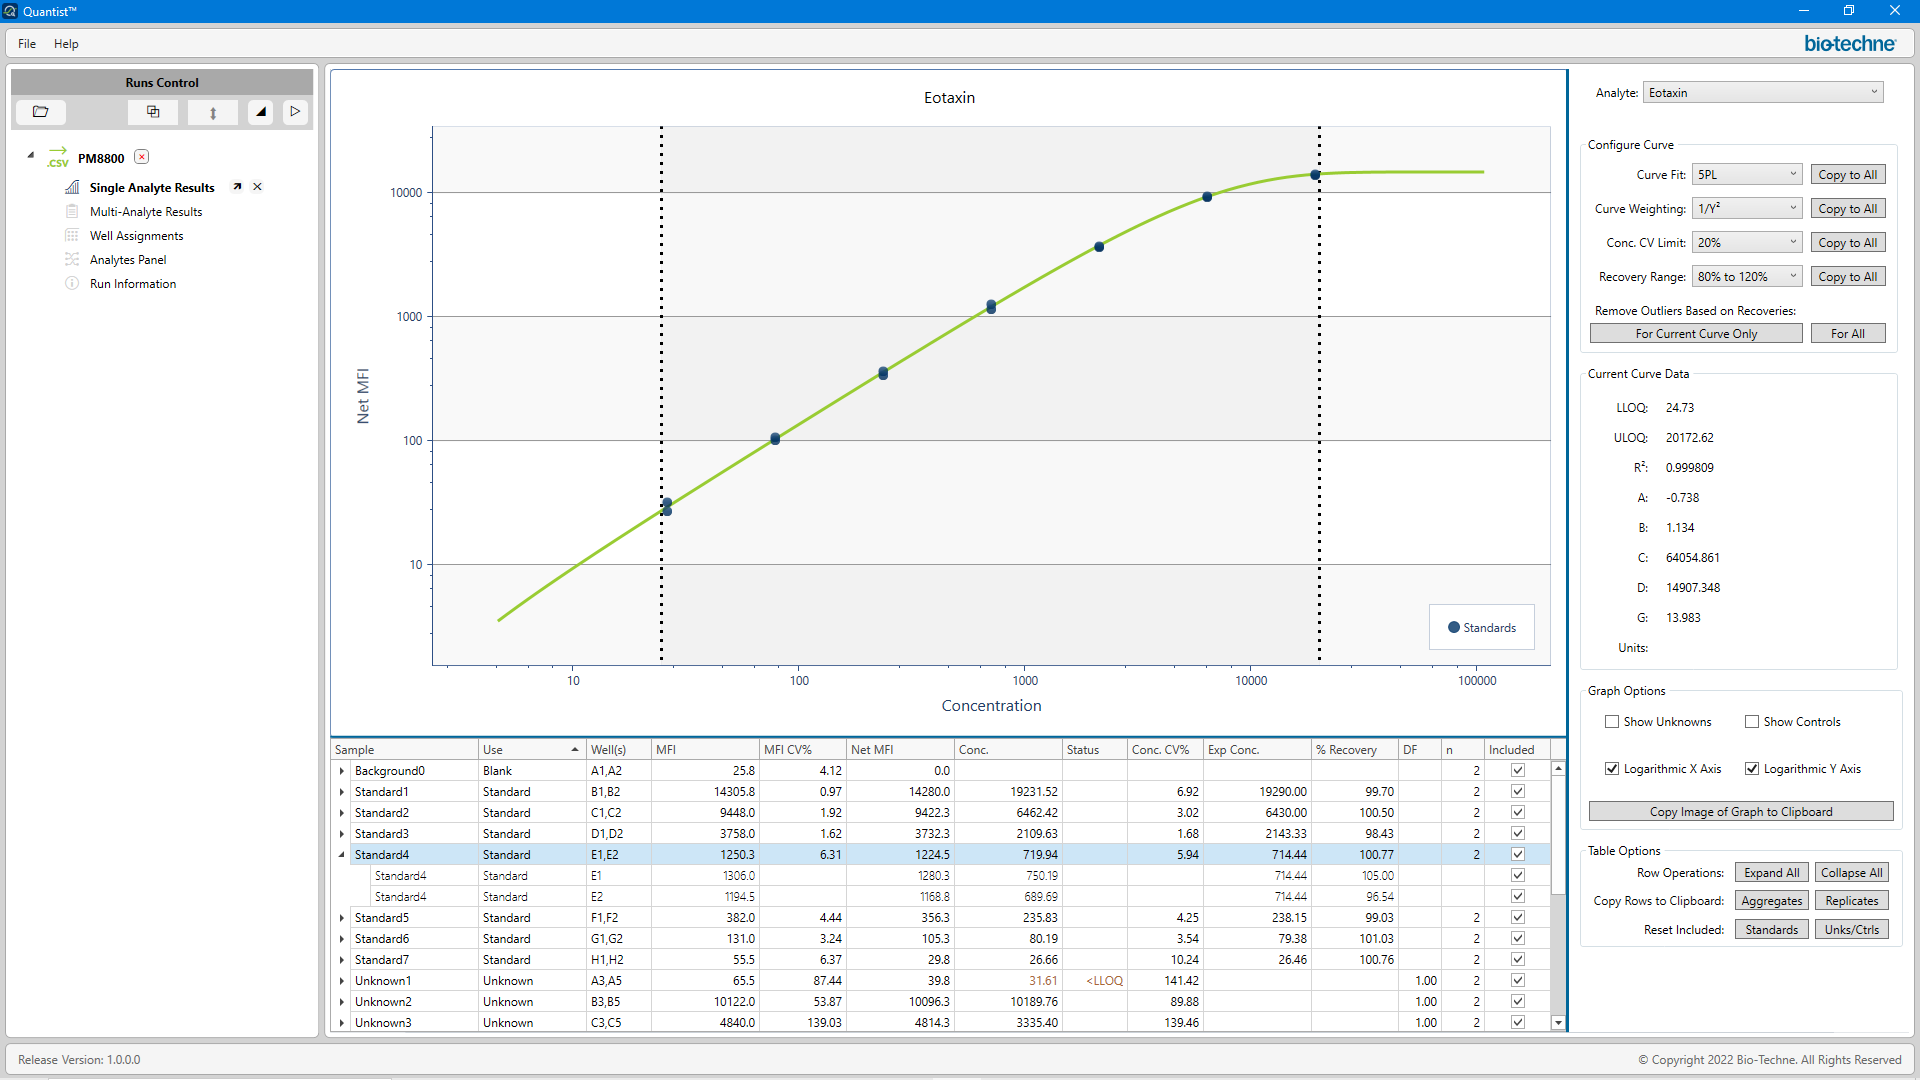 Quantist™
File Help
biotechne
Runs Control
.csv PM8800
Single Analyte Results
Multi-Analyte Results
Well Assignments
Analytes Panel
Run Information
Eotaxin
Net MFI
10000
1000
100
10
Standards
10 100 1000 10000 100000
Concentration
Sample Use Well(s) MFI MFI CV% Net MFI Conc. Status Conc. CV% Exp Conc. % Recovery DF n Included
Background0 Blank A1,A2 25.8 4.12 0.0 2
Standard1 Standard B1,B2 14305.8 0.97 14280.0 19231.52 6.92 19290.00 99.70 2
Standard2 Standard C1,C2 9448.0 1.92 9422.3 6462.42 3.02 6430.00 100.50 2
Standard3 Standard D1,D2 3758.0 1.62 3732.3 2109.63 1.68 2143.33 98.43 2
Standard4 Standard E1,E2 1250.3 6.31 1224.5 719.94 5.94 714.44 100.77 2
Standard4 Standard E1 1306.0 1280.3 750.19 714.44 105.00
Standard4 Standard E2 1194.5 1168.8 689.69 714.44 96.54
Standard5 Standard F1,F2 382.0 4.44 356.3 235.83 4.25 238.15 99.03 2
Standard6 Standard G1,G2 131.0 3.24 105.3 80.19 3.54 79.38 101.03 2
Standard7 Standard H1,H2 55.5 6.37 29.8 26.66 10.24 26.46 100.76 2
Unknown1 Unknown A3,A5 65.5 87.44 39.8 31.61 <LLOQ 141.42 1.00 2
Unknown2 Unknown B3,B5 10122.0 53.87 10096.3 10189.76 89.88 1.00 2
Unknown3 Unknown C3,C5 4840.0 139.03 4814.3 3335.40 139.46 1.00 2
Analyte: Eotaxin
Configure Curve
Curve Fit: 5PL Copy to All
Curve Weighting: 1/Y² Copy to All
Conc. CV Limit: 20% Copy to All
Recovery Range: 80% to 120% Copy to All
Remove Outliers Based on Recoveries:
For Current Curve Only For All
Current Curve Data
LLOQ: 24.73
ULOQ: 20172.62
R²: 0.999809
A: -0.738
B: 1.134
C: 64054.861
D: 14907.348
G: 13.983
Units:
Graph Options
Show Unknowns Show Controls
Logarithmic X Axis Logarithmic Y Axis
Copy Image of Graph to Clipboard
Table Options
Row Operations: Expand All Collapse All
Copy Rows to Clipboard: Aggregates Replicates
Reset Included: Standards Unks/Ctrls
Release Version: 1.0.0.0
© Copyright 2022 Bio-Techne. All Rights Reserved